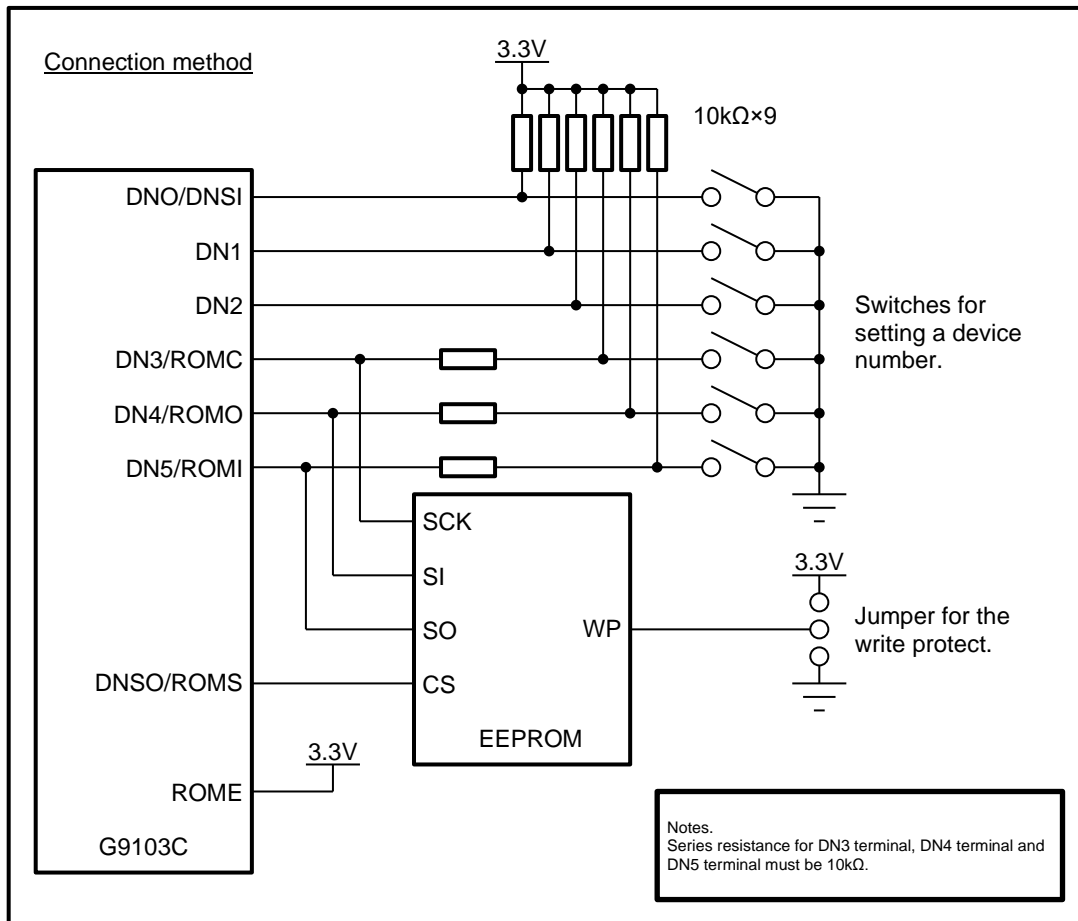 Connection method
3.3V
10kΩ×9
DNO/DNSI
DN1
DN2
DN3/ROMC
DN4/ROMO
DN5/ROMI
Switches for
setting a device
number.
SCK
SI
SO
CS
WP
EEPROM
3.3V
Jumper for the
write protect.
DNSO/ROMS
3.3V
ROME
G9103C
Notes.
Series resistance for DN3 terminal, DN4 terminal and
DN5 terminal must be 10kΩ.